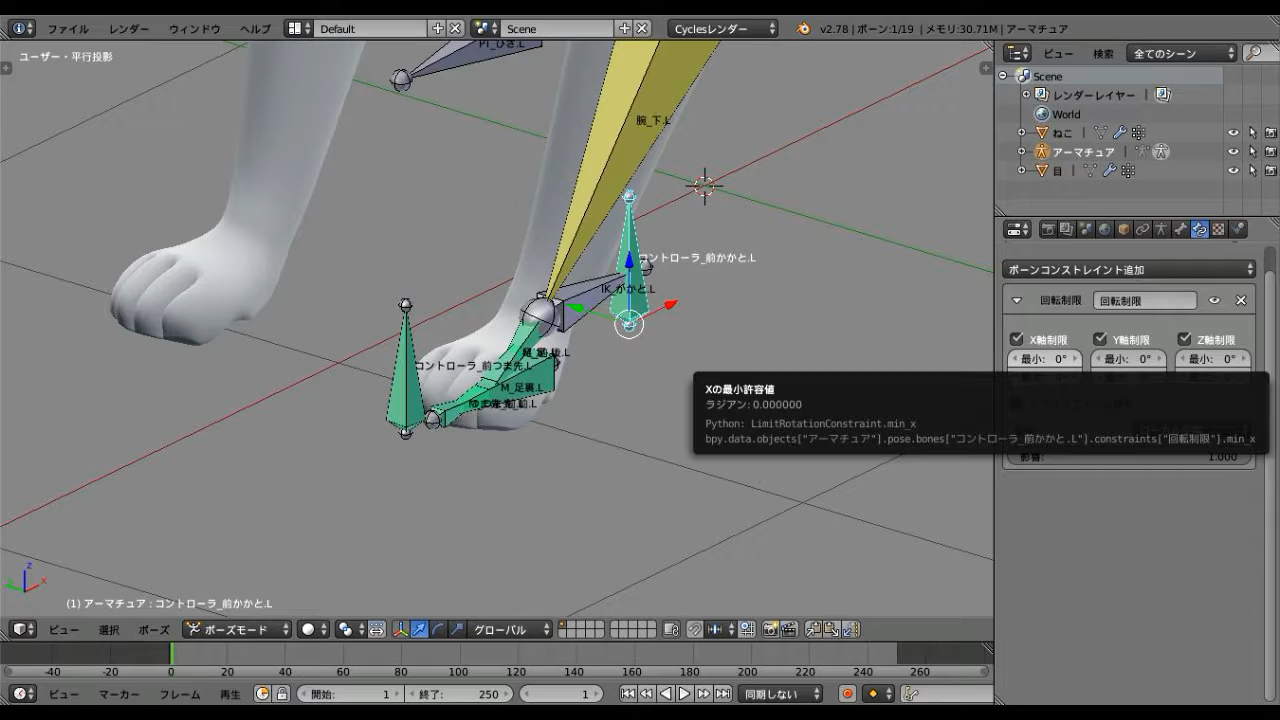 ファイル レンダー ウィンドウ ヘルプ Default Scene Cyclesレンダー v2.78 | ボーン:1/19 | メモリ:30.71M | アーマチュア
ユーザー・平行投影
ビュー 検索 全てのシーン
Scene
レンダーレイヤー
World
ねこ
アーマチュア
目
腕_下.L
コントローラ_前かかと.L
コントローラ_前つま先.L
M_足裏.L
ボーンコンストレイント追加
回転制限 回転制限
X軸制限 Y軸制限 Z軸制限
最小: 0° 最小: 0° 最小: 0°
Xの最小許容値
ラジアン: 0.000000
Python: LimitRotationConstraint.min_x
bpy.data.objects["アーマチュア"].pose.bones["コントローラ_前かかと.L"].constraints["回転制限"].min_x
影響: 1.000
(1) アーマチュア : コントローラ_前かかと.L
ビュー 選択 ポーズ ポーズモード グローバル
-40 -20 0 20 40 60 80 100 120 140 160 180 200 220 240 260
ビュー マーカー フレーム 再生 開始: 1 終了: 250 1 同期しない